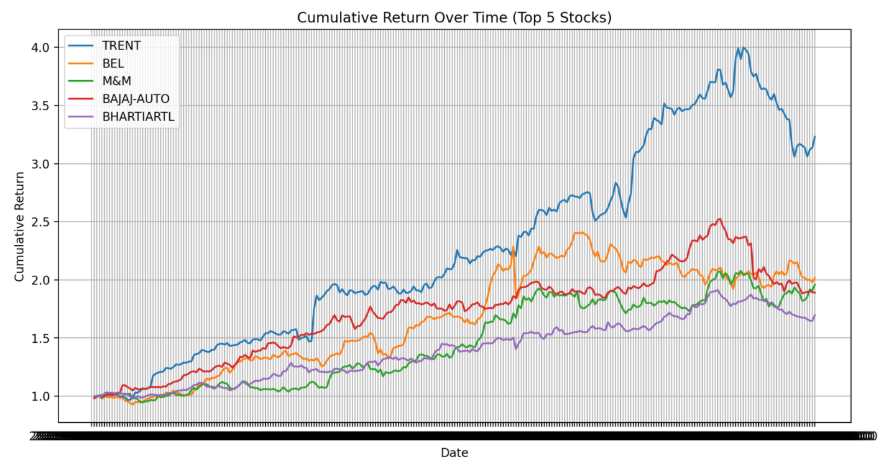 Cumulative Return Over Time (Top 5 Stocks)
TRENT
BEL
M&M
BAJAJ-AUTO
BHARTIARTL
4.0
3.5
3.0
2.5
2.0
1.5
1.0
Cumulative Return
Date